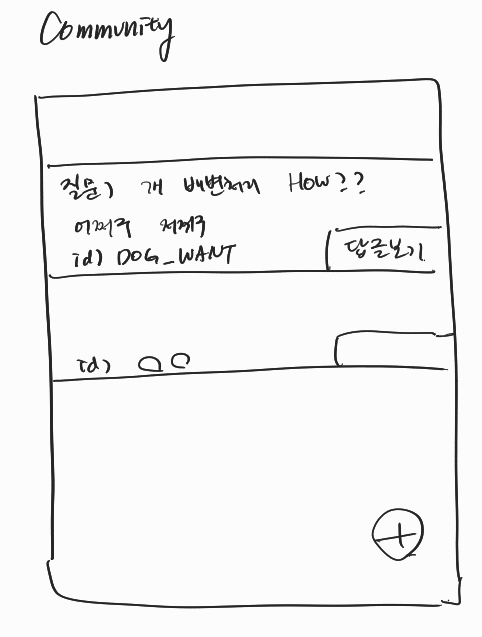 Community
질문) 개 배변처리 How??
어쩌구 저쩌구
id) DOG_WANT
답글보기
id) OO